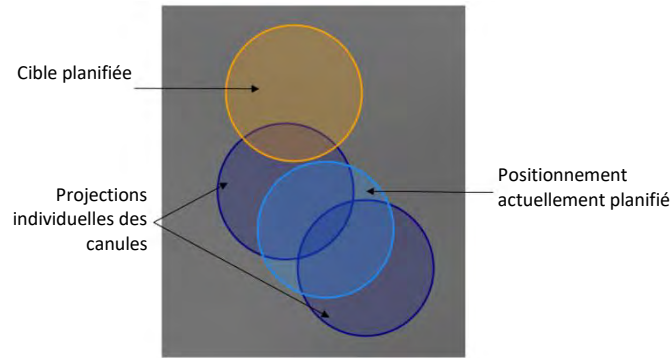 Cible planifiée
Projections
individuelles des
canules
Positionnement
actuellement planifié